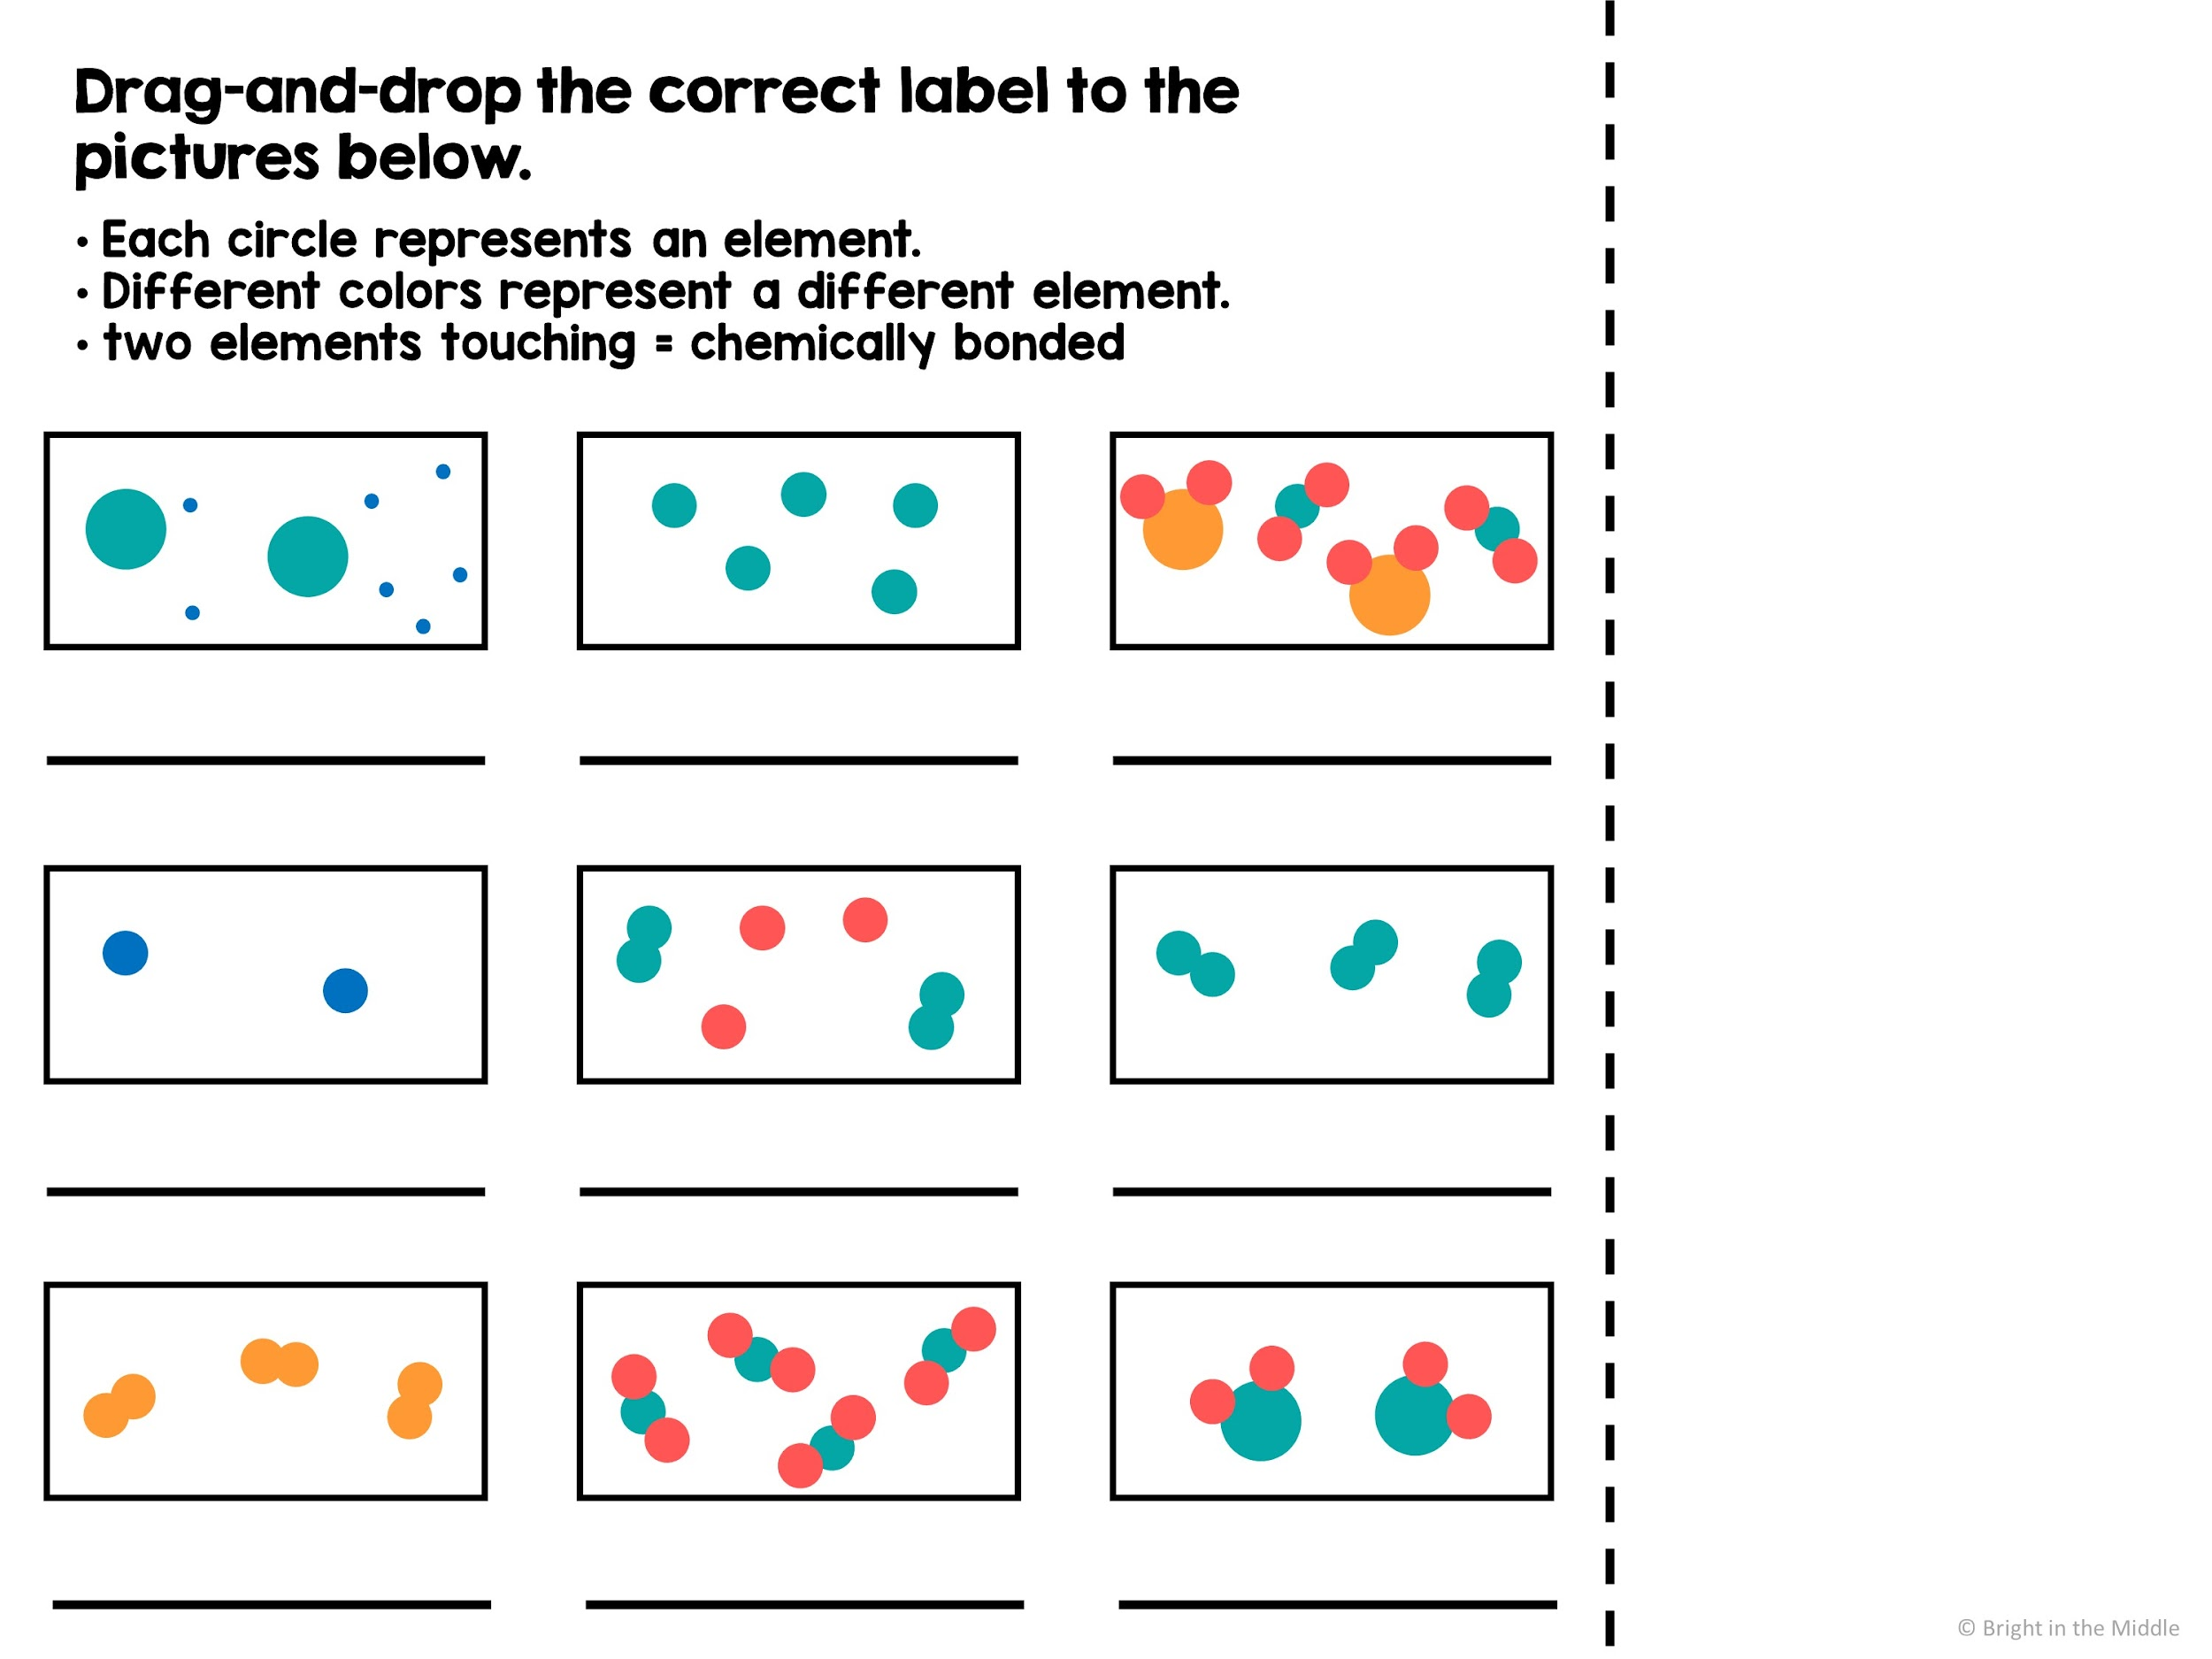 Drag-and-drop the correct label to the
pictures below.
• Each circle represents an element.
• Different colors represent a different element.
• two elements touching = chemically bonded
© Bright in the Middle